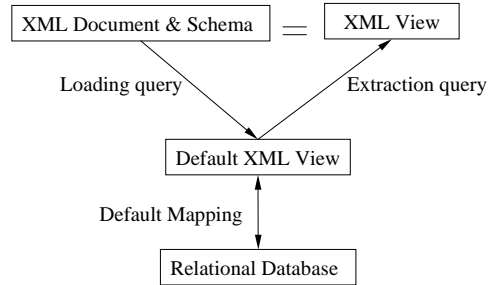 XML Document & Schema = XML View
Loading query
Extraction query
Default XML View
Default Mapping
Relational Database